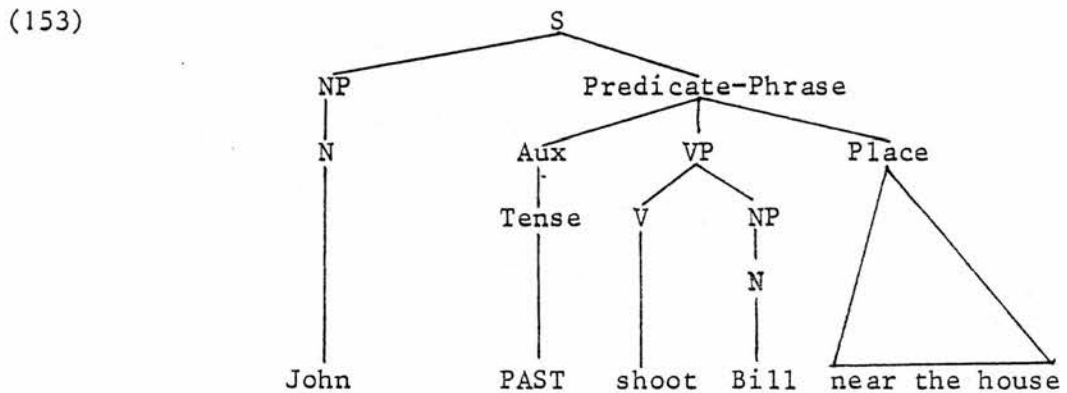 (153) S
NP Predicate-Phrase
N Aux VP Place
Tense V NP
N
John PAST shoot Bill near the house